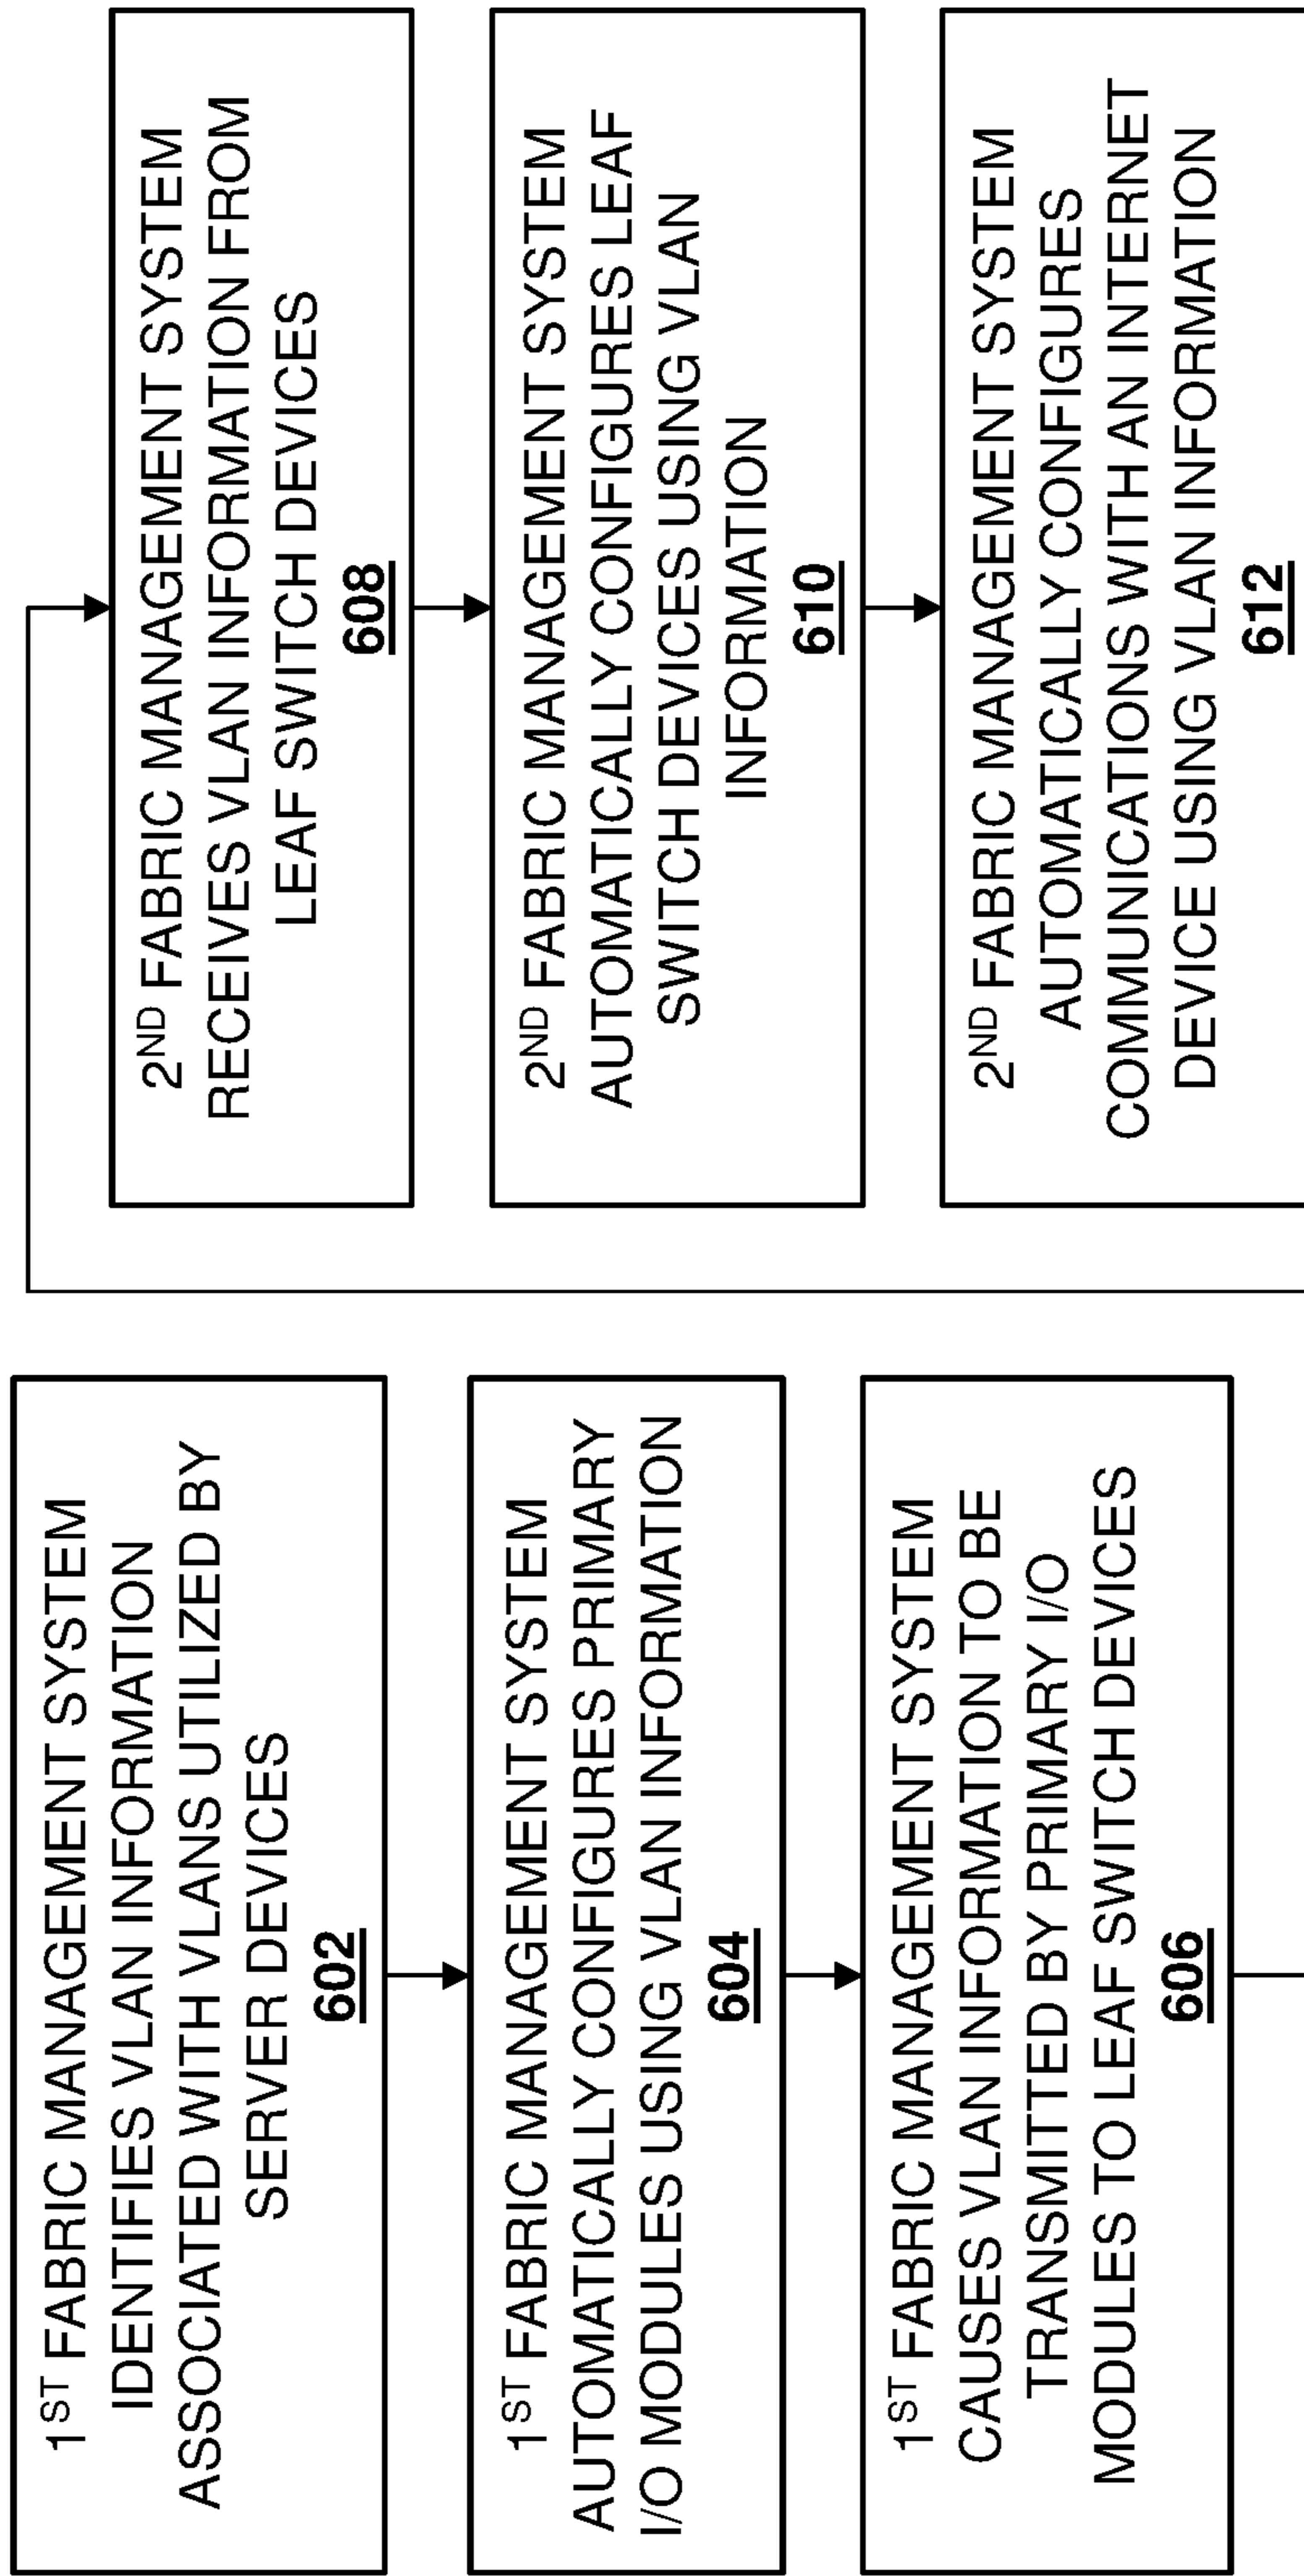 1ST FABRIC MANAGEMENT SYSTEM
IDENTIFIES VLAN INFORMATION
ASSOCIATED WITH VLANS UTILIZED BY
SERVER DEVICES
602
1ST FABRIC MANAGEMENT SYSTEM
AUTOMATICALLY CONFIGURES PRIMARY
I/O MODULES USING VLAN INFORMATION
604
1ST FABRIC MANAGEMENT SYSTEM
CAUSES VLAN INFORMATION TO BE
TRANSMITTED BY PRIMARY I/O
MODULES TO LEAF SWITCH DEVICES
606
2ND FABRIC MANAGEMENT SYSTEM
RECEIVES VLAN INFORMATION FROM
LEAF SWITCH DEVICES
608
2ND FABRIC MANAGEMENT SYSTEM
AUTOMATICALLY CONFIGURES LEAF
SWITCH DEVICES USING VLAN
INFORMATION
610
2ND FABRIC MANAGEMENT SYSTEM
AUTOMATICALLY CONFIGURES
COMMUNICATIONS WITH AN INTERNET
DEVICE USING VLAN INFORMATION
612